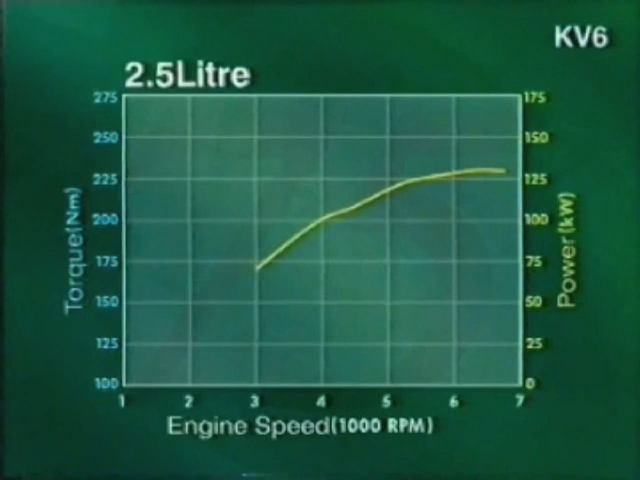 KV6
2.5Litre
275 175
250 150
225 125
200 100
175 75
150 50
125 25
100 0
Torque(Nm)
Power(kW)
1 2 3 4 5 6 7
Engine Speed(1000 RPM)